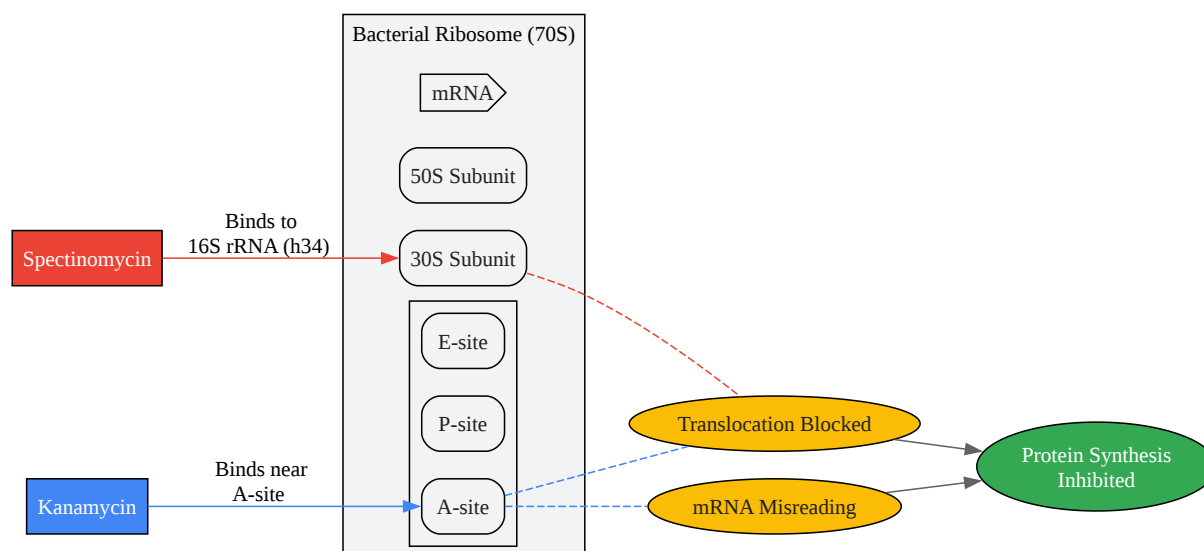 Bacterial Ribosome (70S)
mRNA
50S Subunit
Binds to
16S rRNA (h34)
Spectinomycin
30S Subunit
E-site
P-site
Translocation Blocked
Protein Synthesis
Inhibited
Binds near
A-site
Kanamycin
A-site
mRNA Misreading